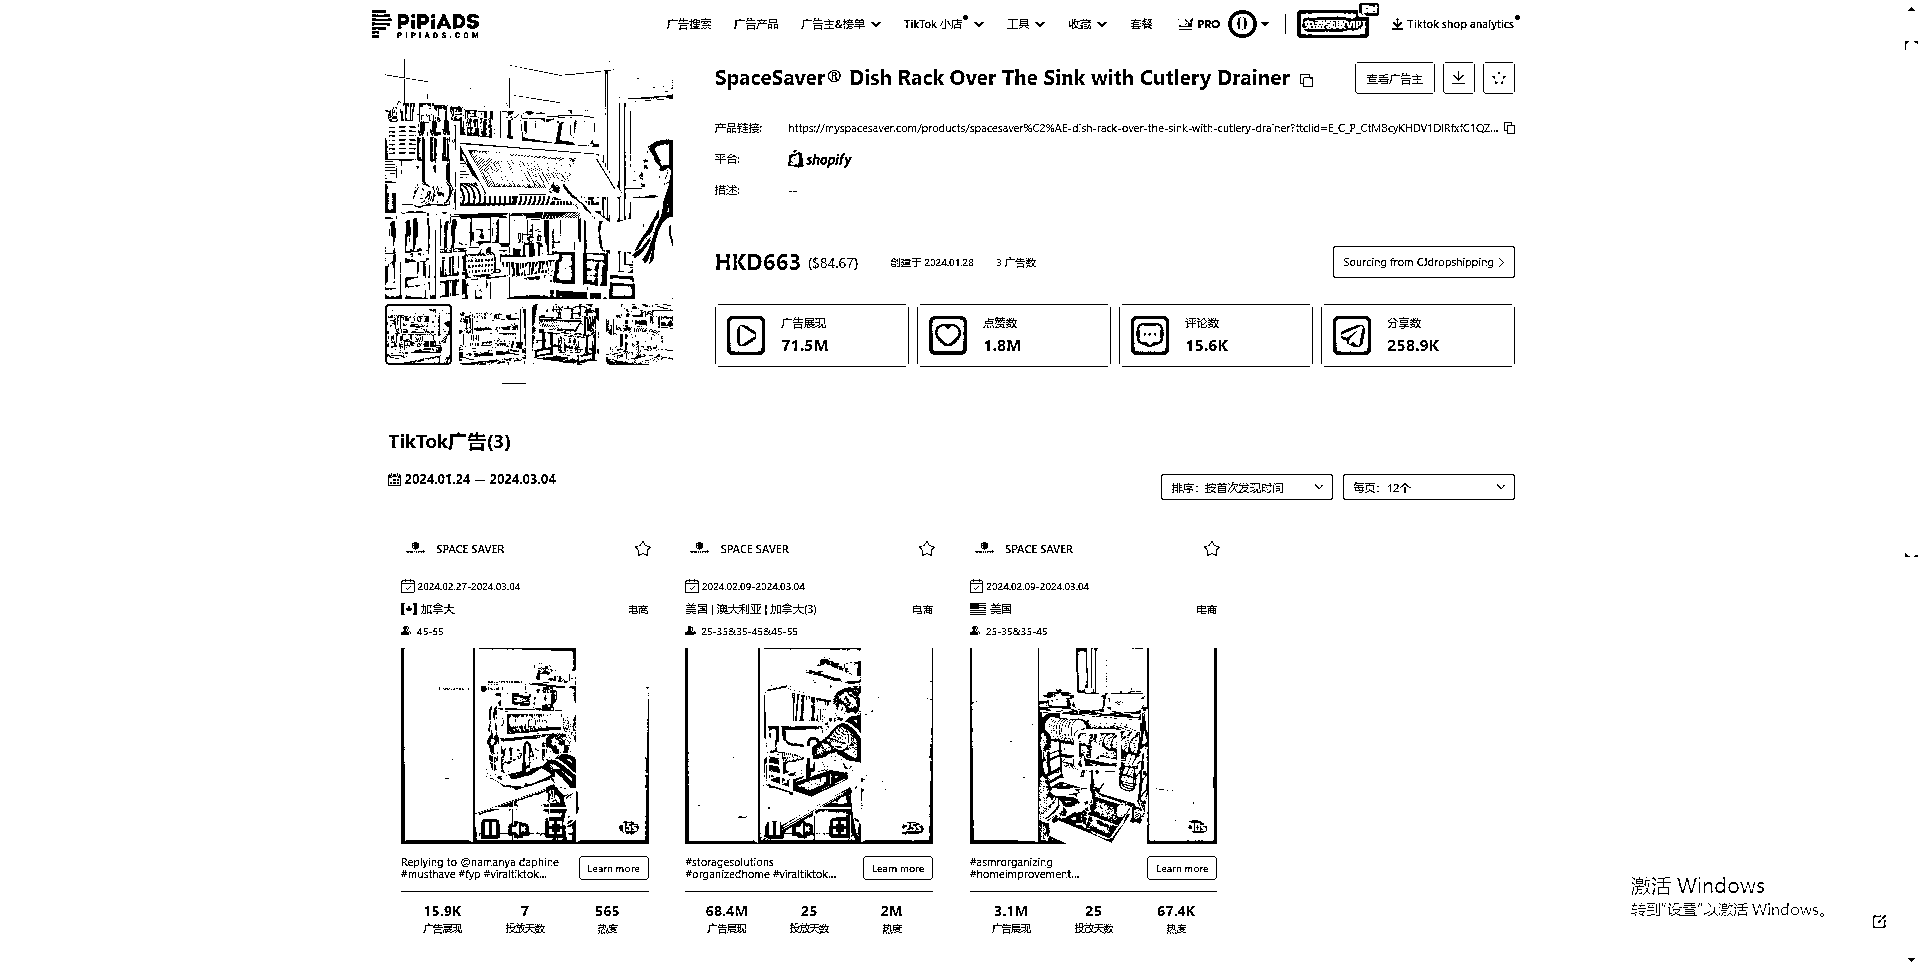 PiPiADS
PIPIADS.COM
广告搜索 广告产品 广告主&榜单 TikTok 小店 工具 收藏 套餐 PRO Tiktok shop analytics
SpaceSaver® Dish Rack Over The Sink with Cutlery Drainer
查看广告主
产品链接: https://myspacesaver.com/products/spacesaver%C2%AE-dish-rack-over-the-sink-with-cutlery-drainer?ttclid=E_C_P_CtMBcyKHDV1DIRfxfC1QZ...
平台: shopify
描述: --
HKD663 ($84.67) 创建于 2024.01.28 3 广告数
Sourcing from CJdropshipping >
广告展现 点赞数 评论数 分享数
71.5M 1.8M 15.6K 258.9K
TikTok广告(3)
2024.01.24 — 2024.03.04
排序: 按首次发现时间 每页: 12个
SPACE SAVER SPACE SAVER SPACE SAVER
2024.02.27-2024.03.04 2024.02.09-2024.03.04 2024.02.09-2024.03.04
加拿大 电商 美国 | 澳大利亚 | 加拿大(3) 电商 美国 电商
45-55 25-35&35-45&45-55 25-35&35-45
Replying to @namanya daphine
#musthave #fyp #viraltiktok...
Learn more
#storagesolutions
#organizedhome #viraltiktok...
Learn more
#asmrorganizing
#homeimprovement...
Learn more
15.9K 7 565 68.4M 25 2M 3.1M 25 67.4K
广告展现 投放天数 热度 广告展现 投放天数 热度 广告展现 投放天数 热度
激活 Windows
转到"设置"以激活 Windows。